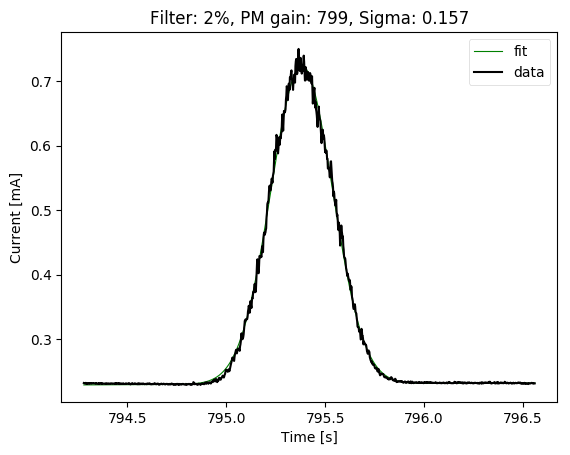 Filter: 2%, PM gain: 799, Sigma: 0.157
fit
data
0.7
0.6
0.5
0.4
0.3
Current [mA]
794.5 795.0 795.5 796.0 796.5
Time [s]